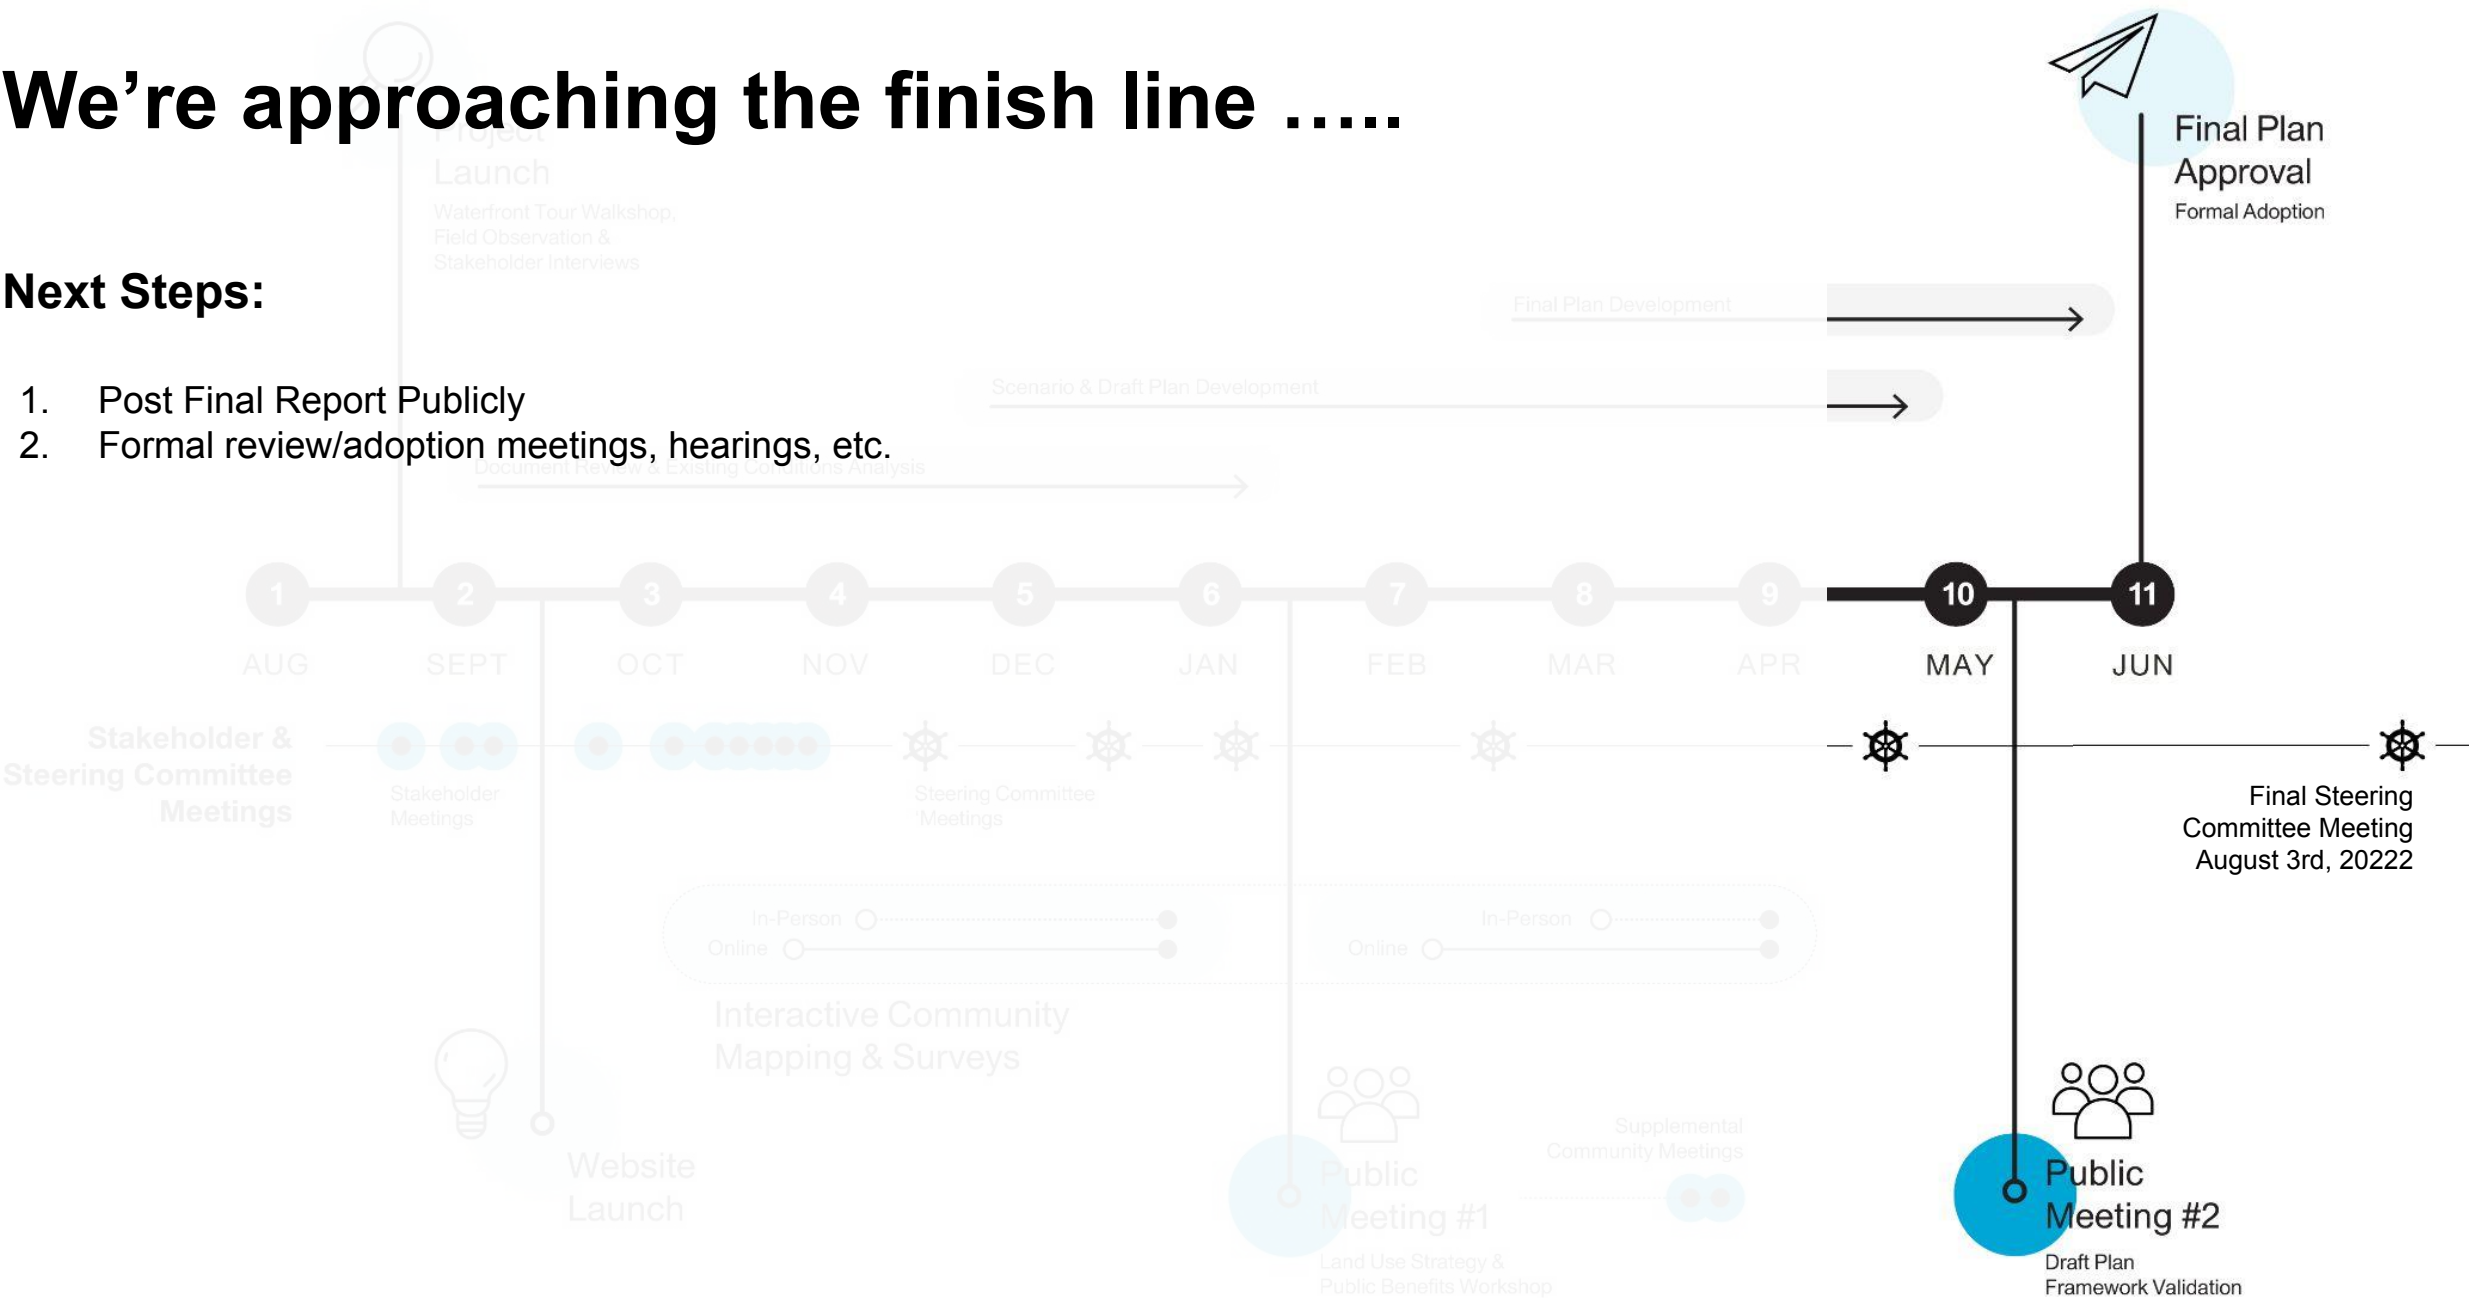 We’re approaching the finish line …..
Project
Launch
Waterfront Tour Walkshop,
Field Observation &
Stakeholder Interviews
Final Plan
Approval
Formal Adoption
Next Steps:
1. Post Final Report Publicly
2. Formal review/adoption meetings, hearings, etc.
Final Plan Development
Scenario & Draft Plan Development
Document Review & Existing Conditions Analysis
1 2 3 4 5 6 7 8 9 10 11
AUG SEPT OCT NOV DEC JAN FEB MAR APR MAY JUN
Stakeholder &
Steering Committee
Meetings
Stakeholder
Meetings
Steering Committee
'Meetings
Final Steering
Committee Meeting
August 3rd, 20222
In-Person
Online
In-Person
Online
Interactive Community
Mapping & Surveys
Website
Launch
Public
Meeting #1
Land Use Strategy &
Public Benefits Workshop
Supplemental
Community Meetings
Public
Meeting #2
Draft Plan
Framework Validation